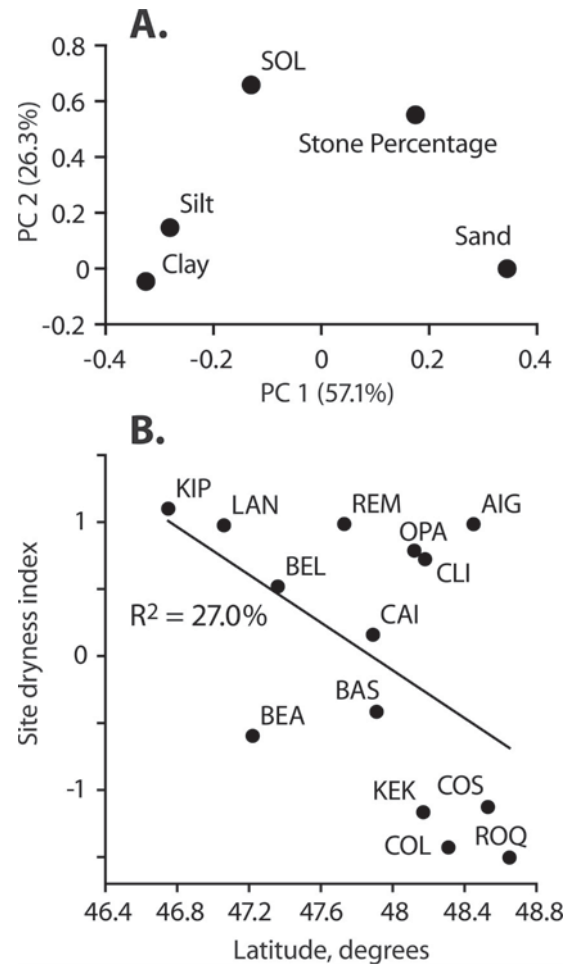 A.
0.8
0.6
0.4
0.2
0
-0.2
PC 2 (26.3%)
SOL
Stone Percentage
Silt
Sand
Clay
-0.4
-0.2
0
0.2
0.4
PC 1 (57.1%)
B.
1
0
-1
Site dryness index
KIP
LAN
REM
AIG
OPA
CLI
BEL
R² = 27.0%
CAI
BAS
BEA
KEK
COS
COL
ROQ
46.4
46.8
47.2
47.6
48
48.4
48.8
Latitude, degrees